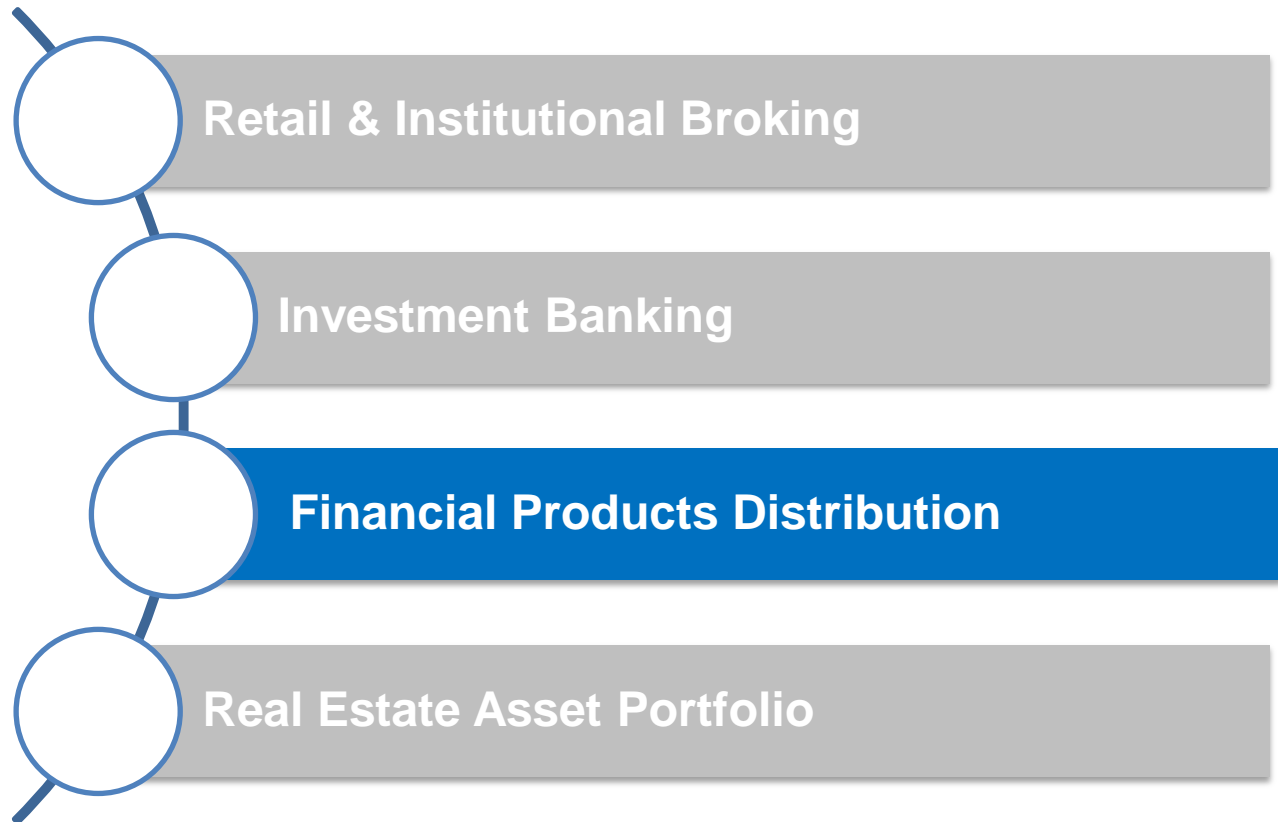 Retail & Institutional Broking
Investment Banking
Financial Products Distribution
Real Estate Asset Portfolio